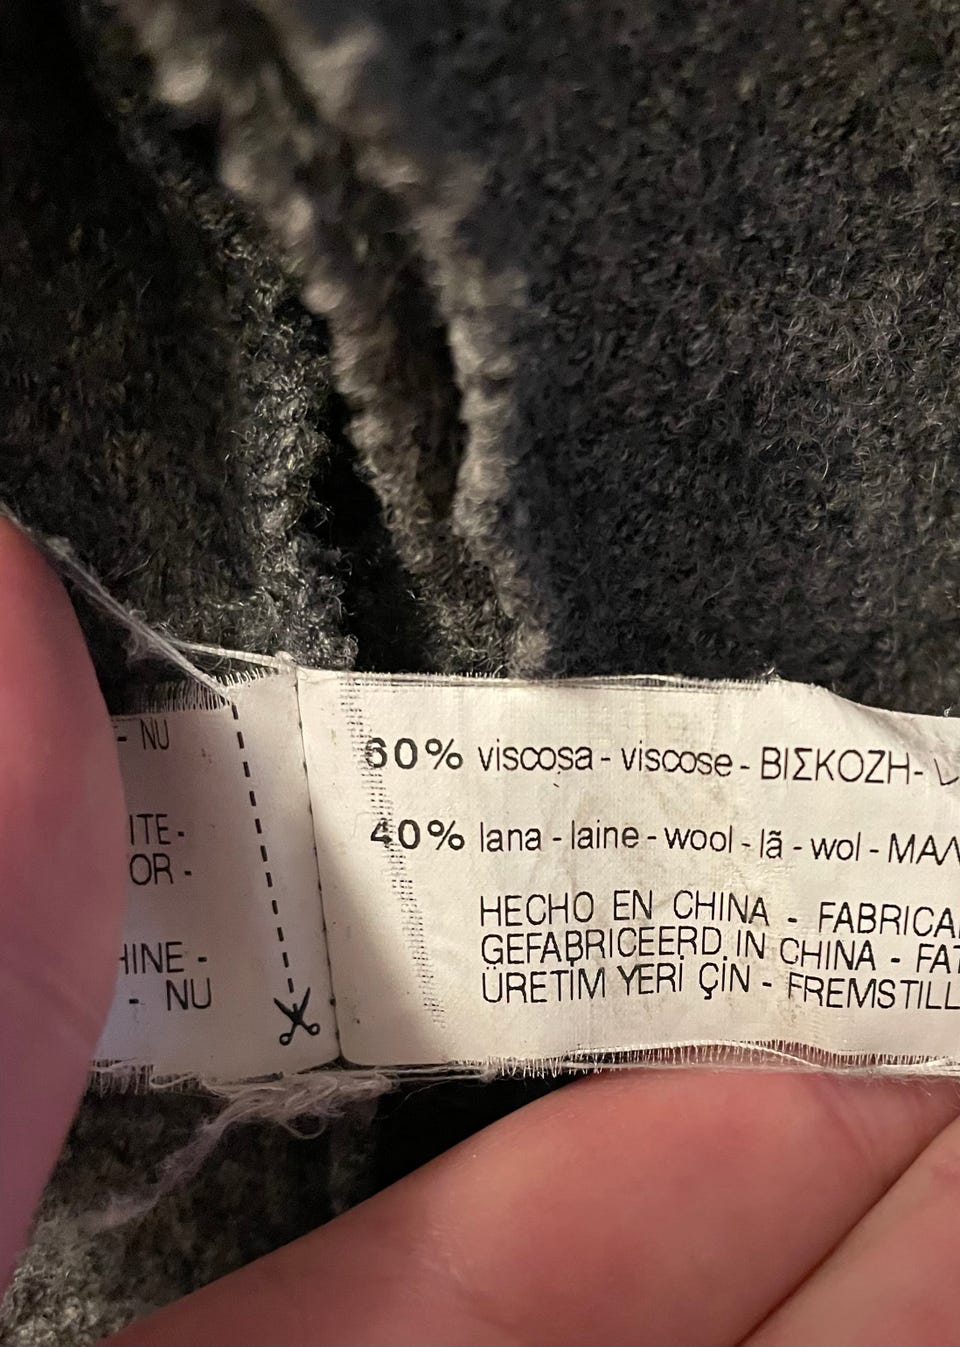 - NU
ITE-
OR -
HINE -
- NU
60% viscosa - viscose - ΒΙΣΚΟΖΗ-
40% lana - laine - wool - lã - wol - ΜΑΛ
HECHO EN CHINA - FABRICA
GEFABRICEERD IN CHINA - FAT
ÜRETİM YERİ ÇİN - FREMSTILL